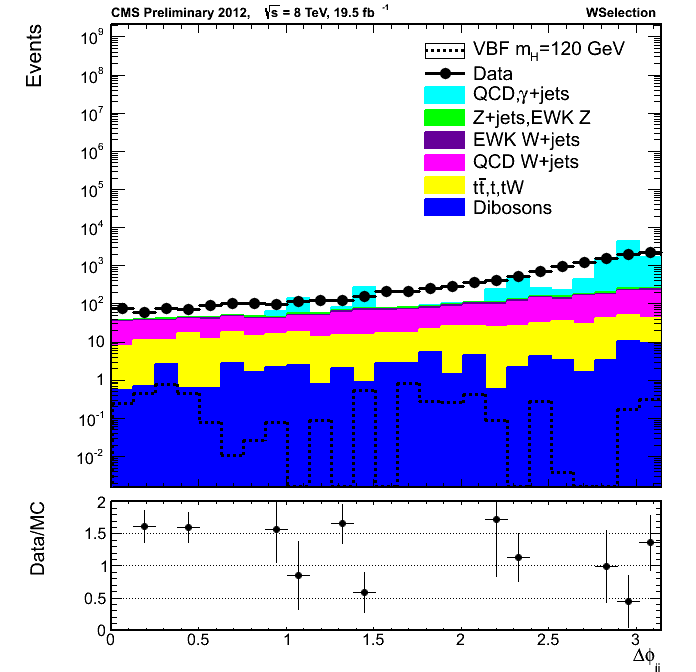 CMS Preliminary 2012, √s = 8 TeV, 19.5 fb⁻¹ WSelection
Events
10⁹
10⁸
10⁷
10⁶
10⁵
10⁴
10³
10²
10
1
10⁻¹
10⁻²
VBF m_H=120 GeV
Data
QCD,γ+jets
Z+jets,EWK Z
EWK W+jets
QCD W+jets
tt̄,t,tW
Dibosons
Data/MC
2
1.5
1
0.5
0
0 0.5 1 1.5 2 2.5 3
Δϕ_jj